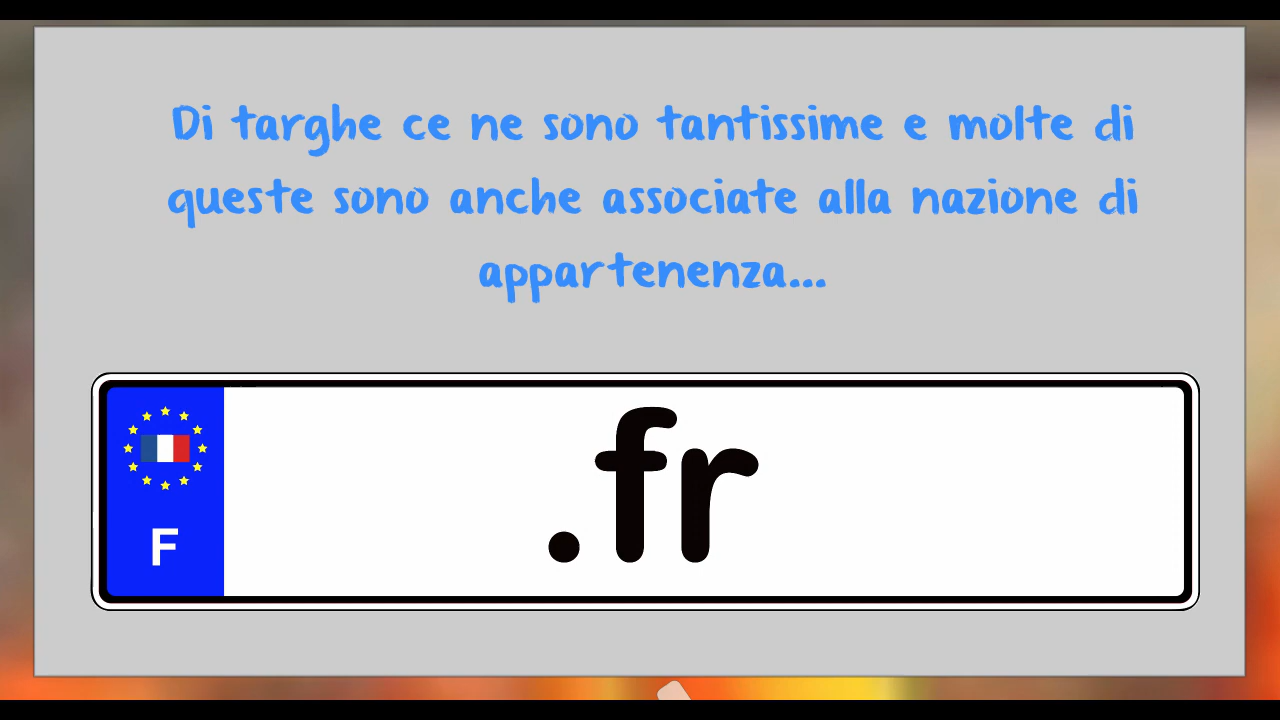 Di targhe ce ne sono tantissime e molte di
queste sono anche associate alla nazione di
appartenenza...
.fr
F